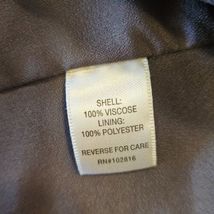 SHELL:
100% VISCOSE
LINING:
100% POLYESTER
REVERSE FOR CARE
RN#102816